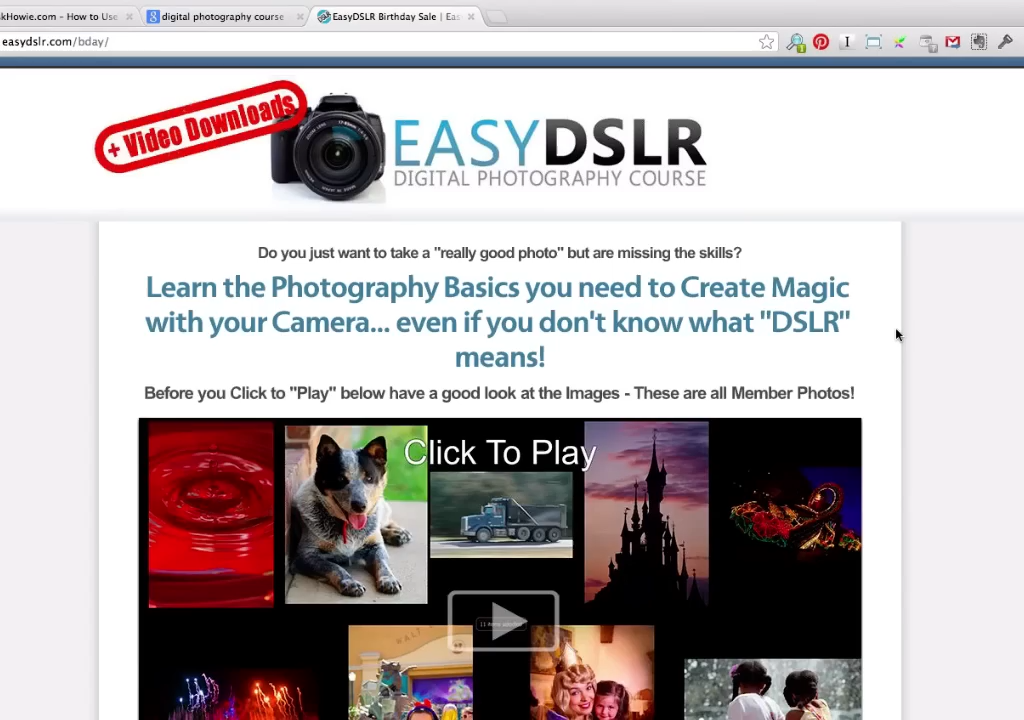 skHowie.com - How to Use
digital photography course
EasyDSLR Birthday Sale | Eas
easydslr.com/bday/
+ Video Downloads
EASYDSLR
DIGITAL PHOTOGRAPHY COURSE
Do you just want to take a "really good photo" but are missing the skills?
Learn the Photography Basics you need to Create Magic
with your Camera... even if you don't know what "DSLR"
means!
Before you Click to "Play" below have a good look at the Images - These are all Member Photos!
Click To Play